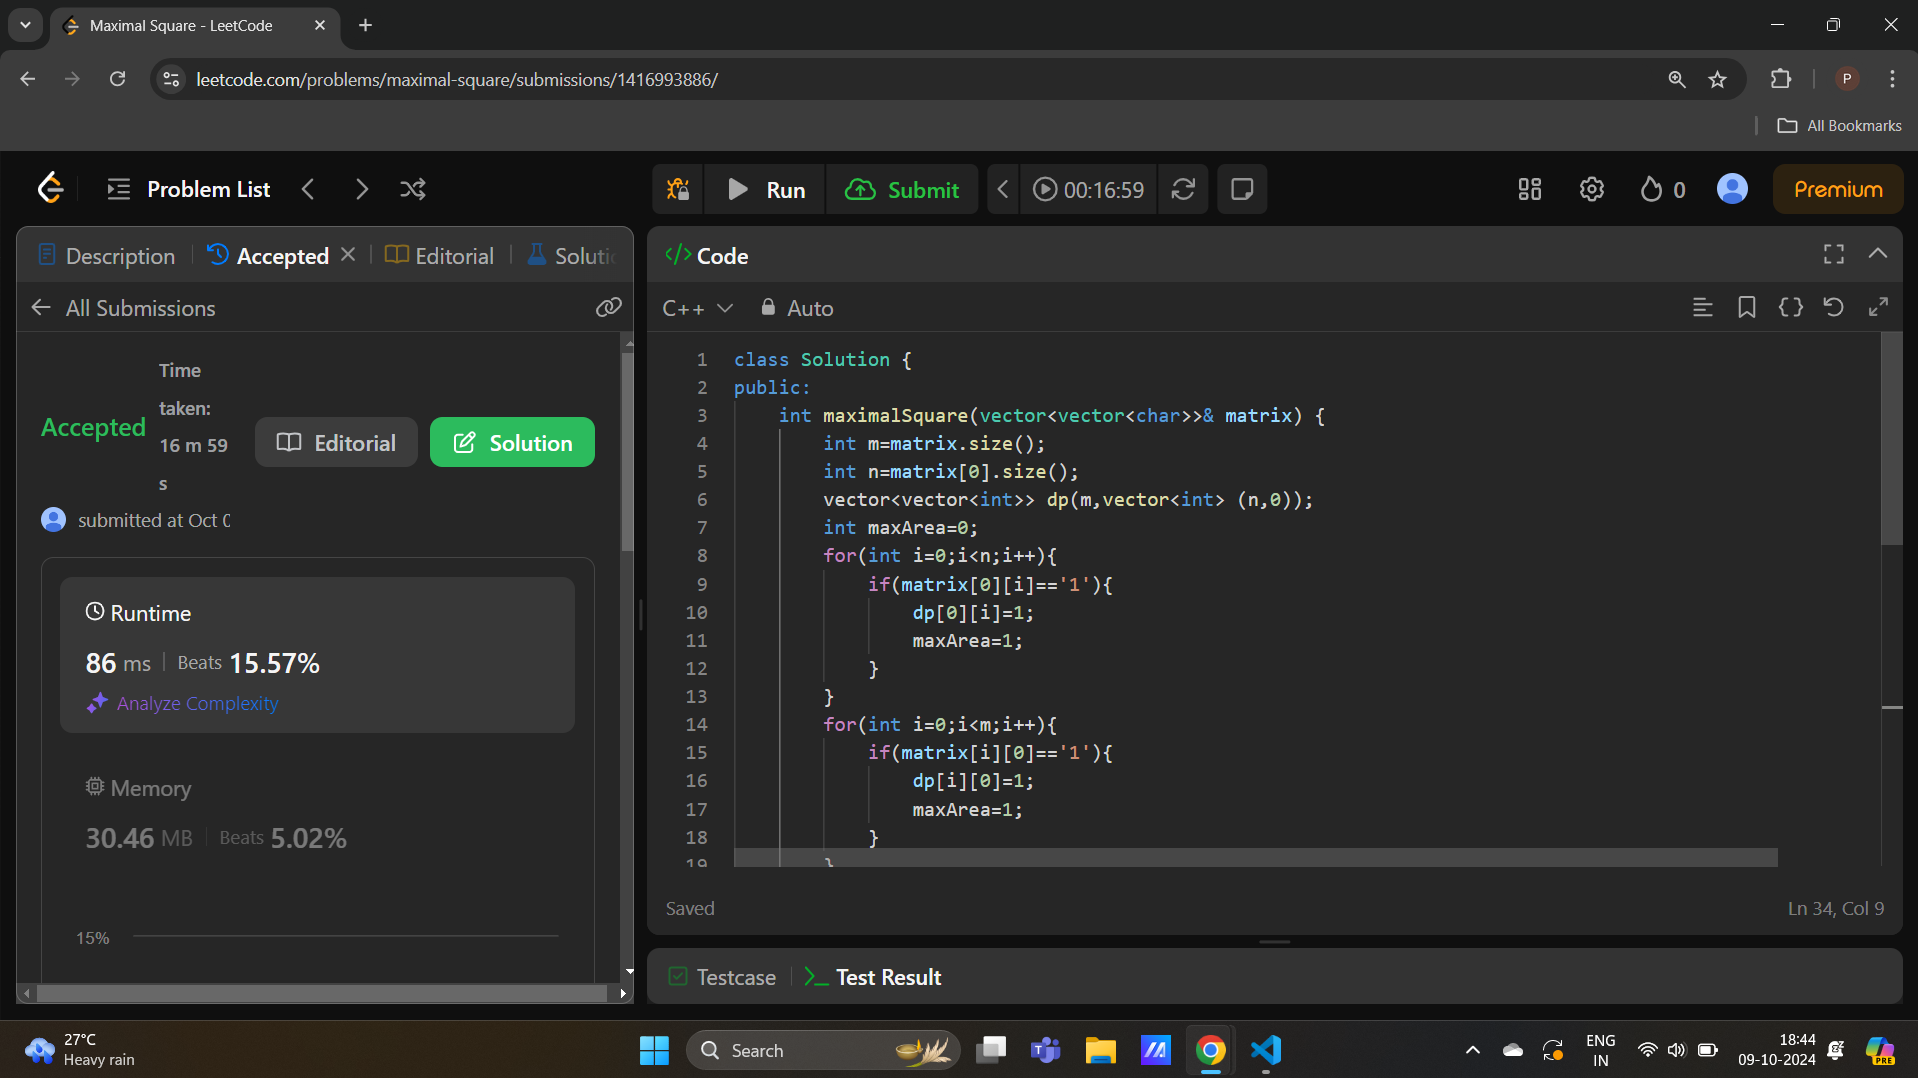 Maximal Square - LeetCode
leetcode.com/problems/maximal-square/submissions/1416993886/
P
All Bookmarks
Problem List
Run
Submit
00:16:59
0
Premium
Description
Accepted
Editorial
All Submissions
Accepted
Time
taken:
16 m 59
s
Editorial
Solution
submitted at Oct
Runtime
86 ms
Beats 15.57%
Analyze Complexity
Memory
30.46 MB
Beats 5.02%
15%
</> Code
C++
Auto
1 class Solution {
2 public:
3 int maximalSquare(vector<vector<char>>& matrix) {
4 int m=matrix.size();
5 int n=matrix[0].size();
6 vector<vector<int>> dp(m,vector<int> (n,0));
7 int maxArea=0;
8 for(int i=0;i<n;i++){
9 if(matrix[0][i]=='1'){
10 dp[0][i]=1;
11 maxArea=1;
12 }
13 }
14 for(int i=0;i<m;i++){
15 if(matrix[i][0]=='1'){
16 dp[i][0]=1;
17 maxArea=1;
18 }
19 }
Saved
Ln 34, Col 9
Testcase
Test Result
27°C
Heavy rain
Search
ENG
IN
18:44
09-10-2024
PRE